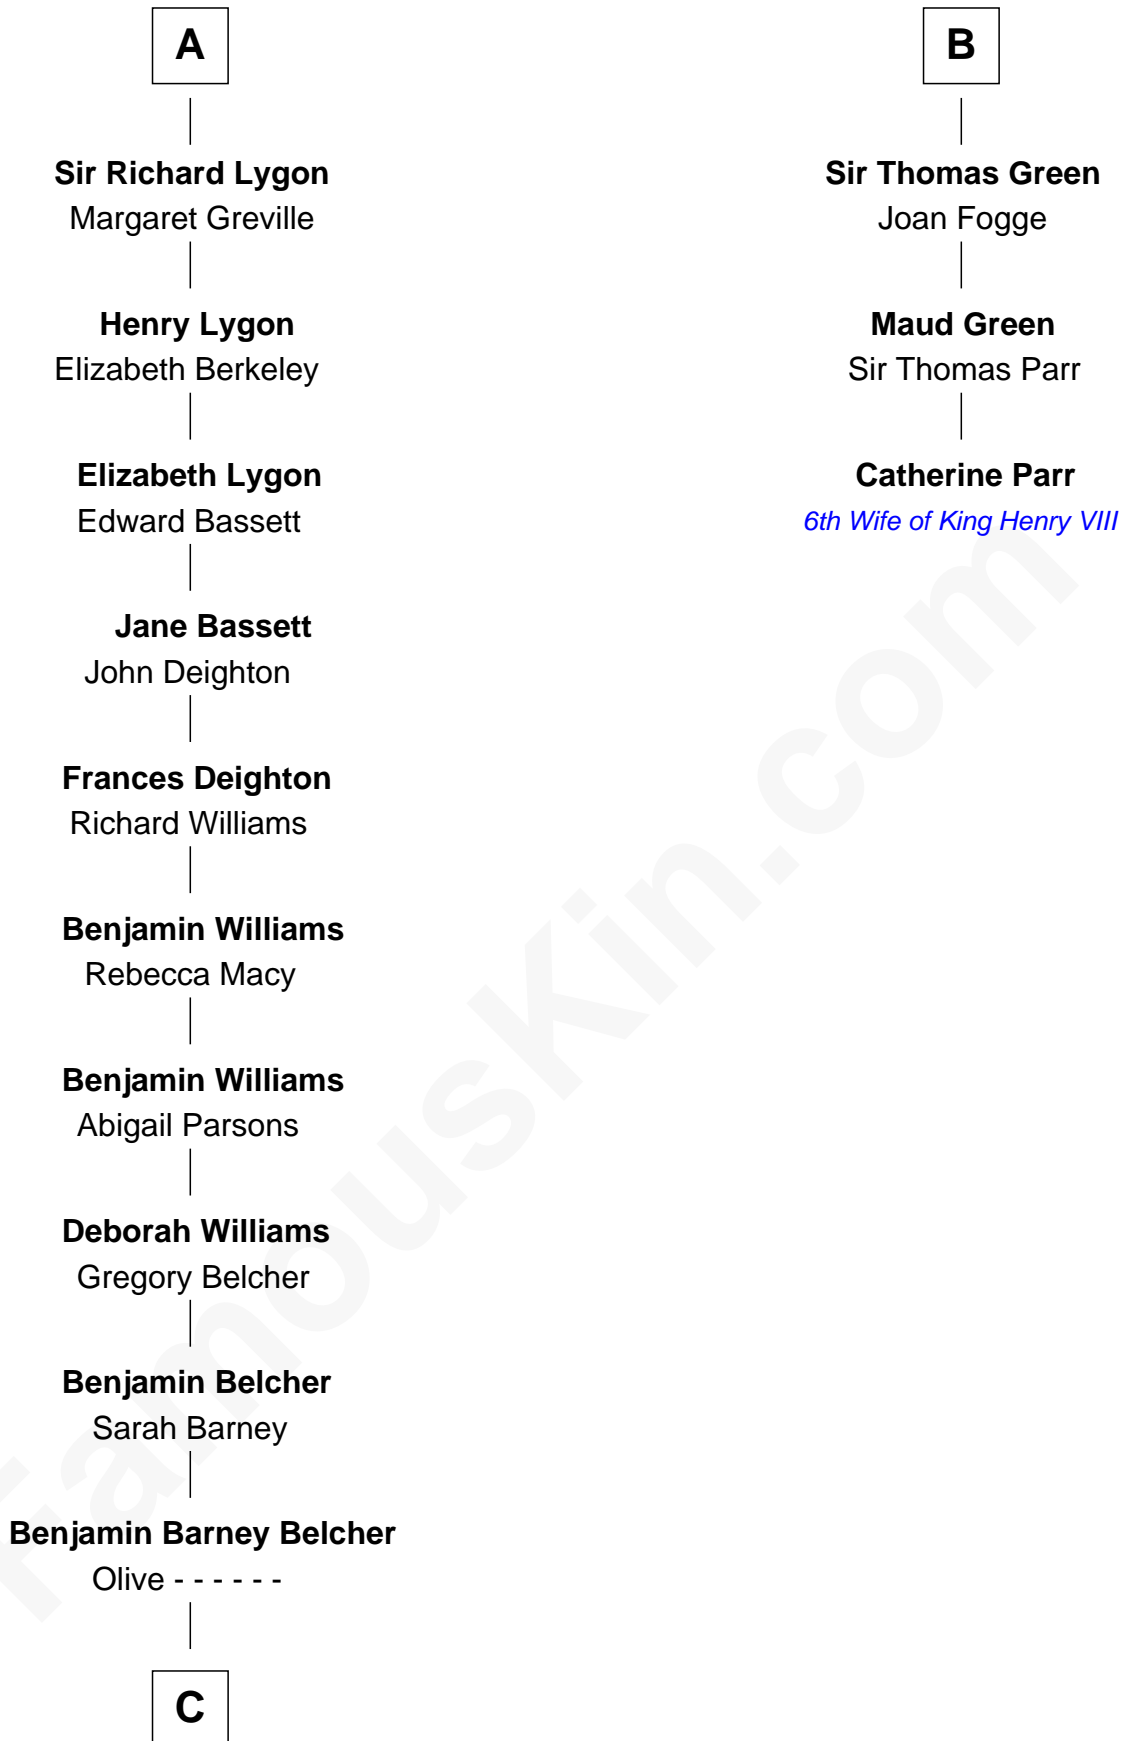 A
Sir Richard Lygon
Margaret Greville
Henry Lygon
Elizabeth Berkeley
Elizabeth Lygon
Edward Bassett
Jane Bassett
John Deighton
Frances Deighton
Richard Williams
Benjamin Williams
Rebecca Macy
Benjamin Williams
Abigail Parsons
Deborah Williams
Gregory Belcher
Benjamin Belcher
Sarah Barney
Benjamin Barney Belcher
Olive - - - - - -
C
B
Sir Thomas Green
Joan Fogge
Maud Green
Sir Thomas Parr
Catherine Parr
6th Wife of King Henry VIII
FamousKin.com